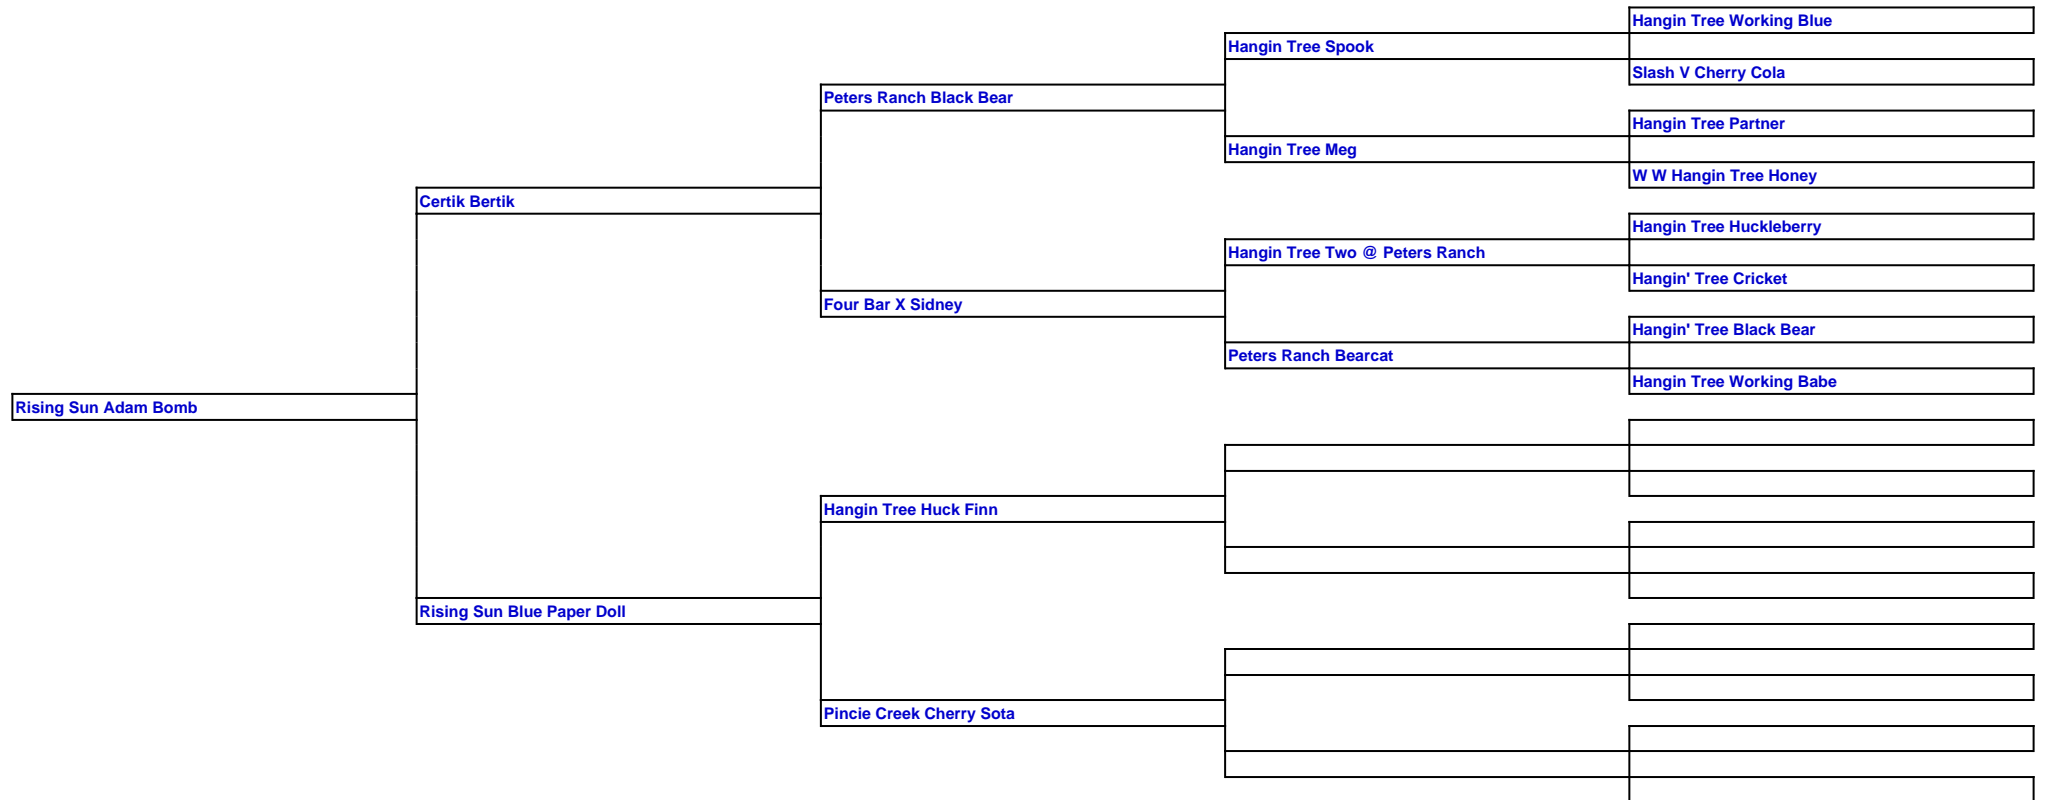 Hangin Tree Working Blue
Hangin Tree Spook
Slash V Cherry Cola
Peters Ranch Black Bear
Hangin Tree Partner
Hangin Tree Meg
W W Hangin Tree Honey
Certik Bertik
Hangin Tree Huckleberry
Hangin Tree Two @ Peters Ranch
Hangin' Tree Cricket
Four Bar X Sidney
Hangin' Tree Black Bear
Peters Ranch Bearcat
Hangin Tree Working Babe
Rising Sun Adam Bomb
Hangin Tree Huck Finn
Rising Sun Blue Paper Doll
Pincie Creek Cherry Sota